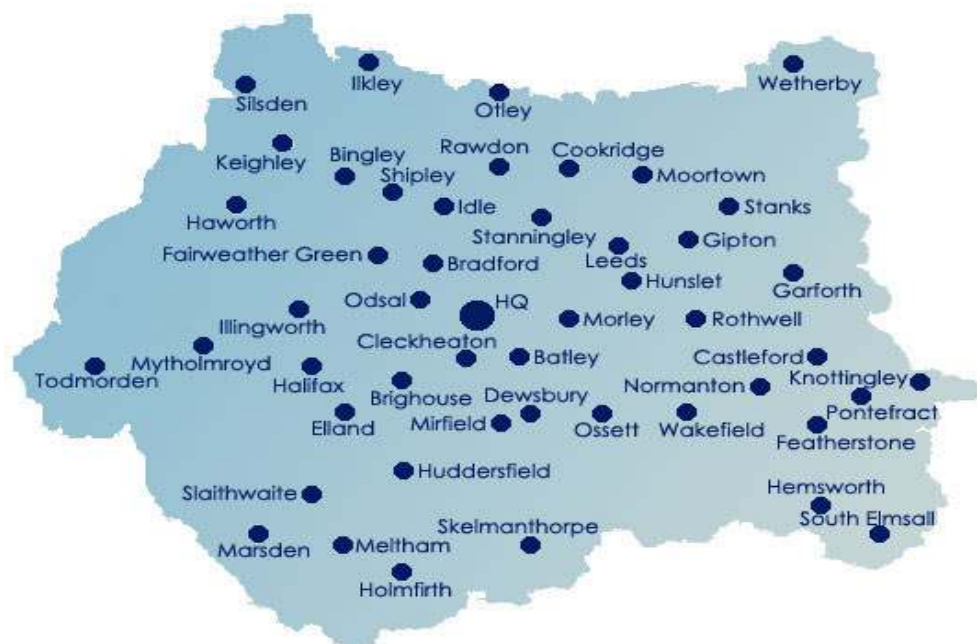 Ilkley
Wetherby
Silsden
Otley
Keighley
Bingley
Rawdon
Cookridge
Shipley
Moortown
Haworth
Idle
Stanks
Stanningley
Gipton
Fairweather Green
Bradford
Leeds
Hunslet
Garforth
Odsal
HQ
Illingworth
Morley
Rothwell
Cleckheaton
Mytholmroyd
Batley
Castleford
Todmorden
Halifax
Knottingley
Brighouse
Normanton
Dewsbury
Pontefract
Elland
Mirfield
Ossett
Wakefield
Featherstone
Huddersfield
Slaithwaite
Hemsworth
South Elmsall
Skelmanthorpe
Marsden
Meltham
Holmfirth